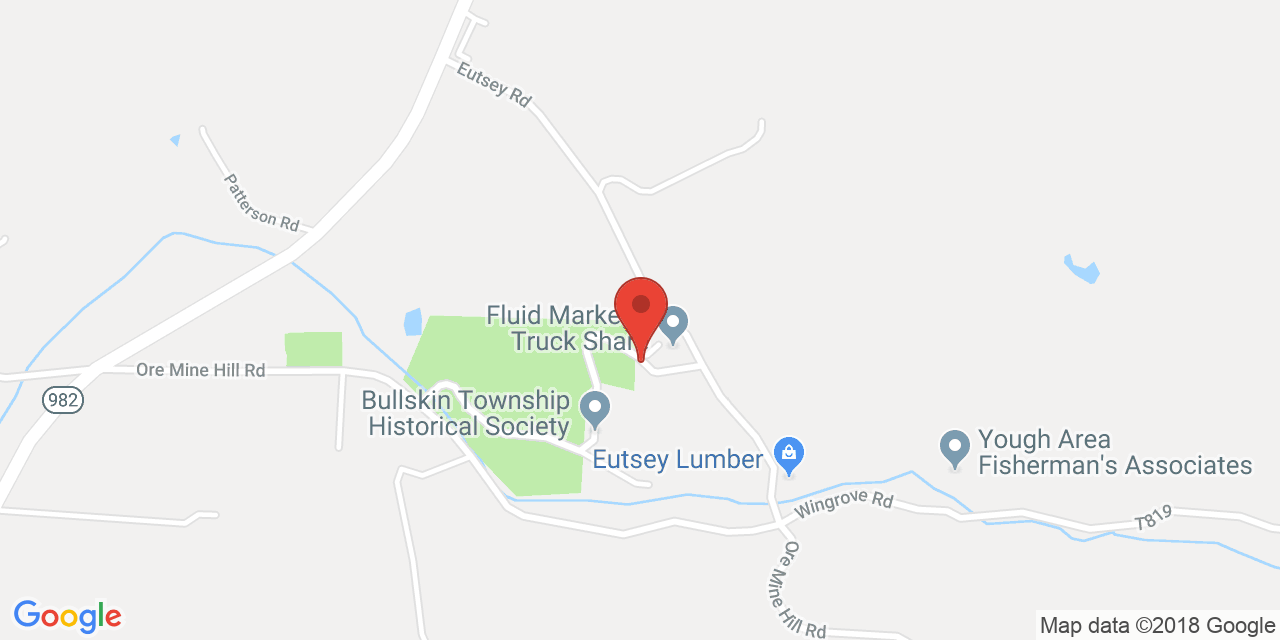 Eutsey Rd
Patterson Rd
Fluid Marke
Truck Shar
Ore Mine Hill Rd
982
Bullskin Township
Historical Society
Eutsey Lumber
Yough Area
Fisherman's Associates
Wingrove Rd
T819
Ore Mine Hill Rd
Google
Map data ©2018 Google